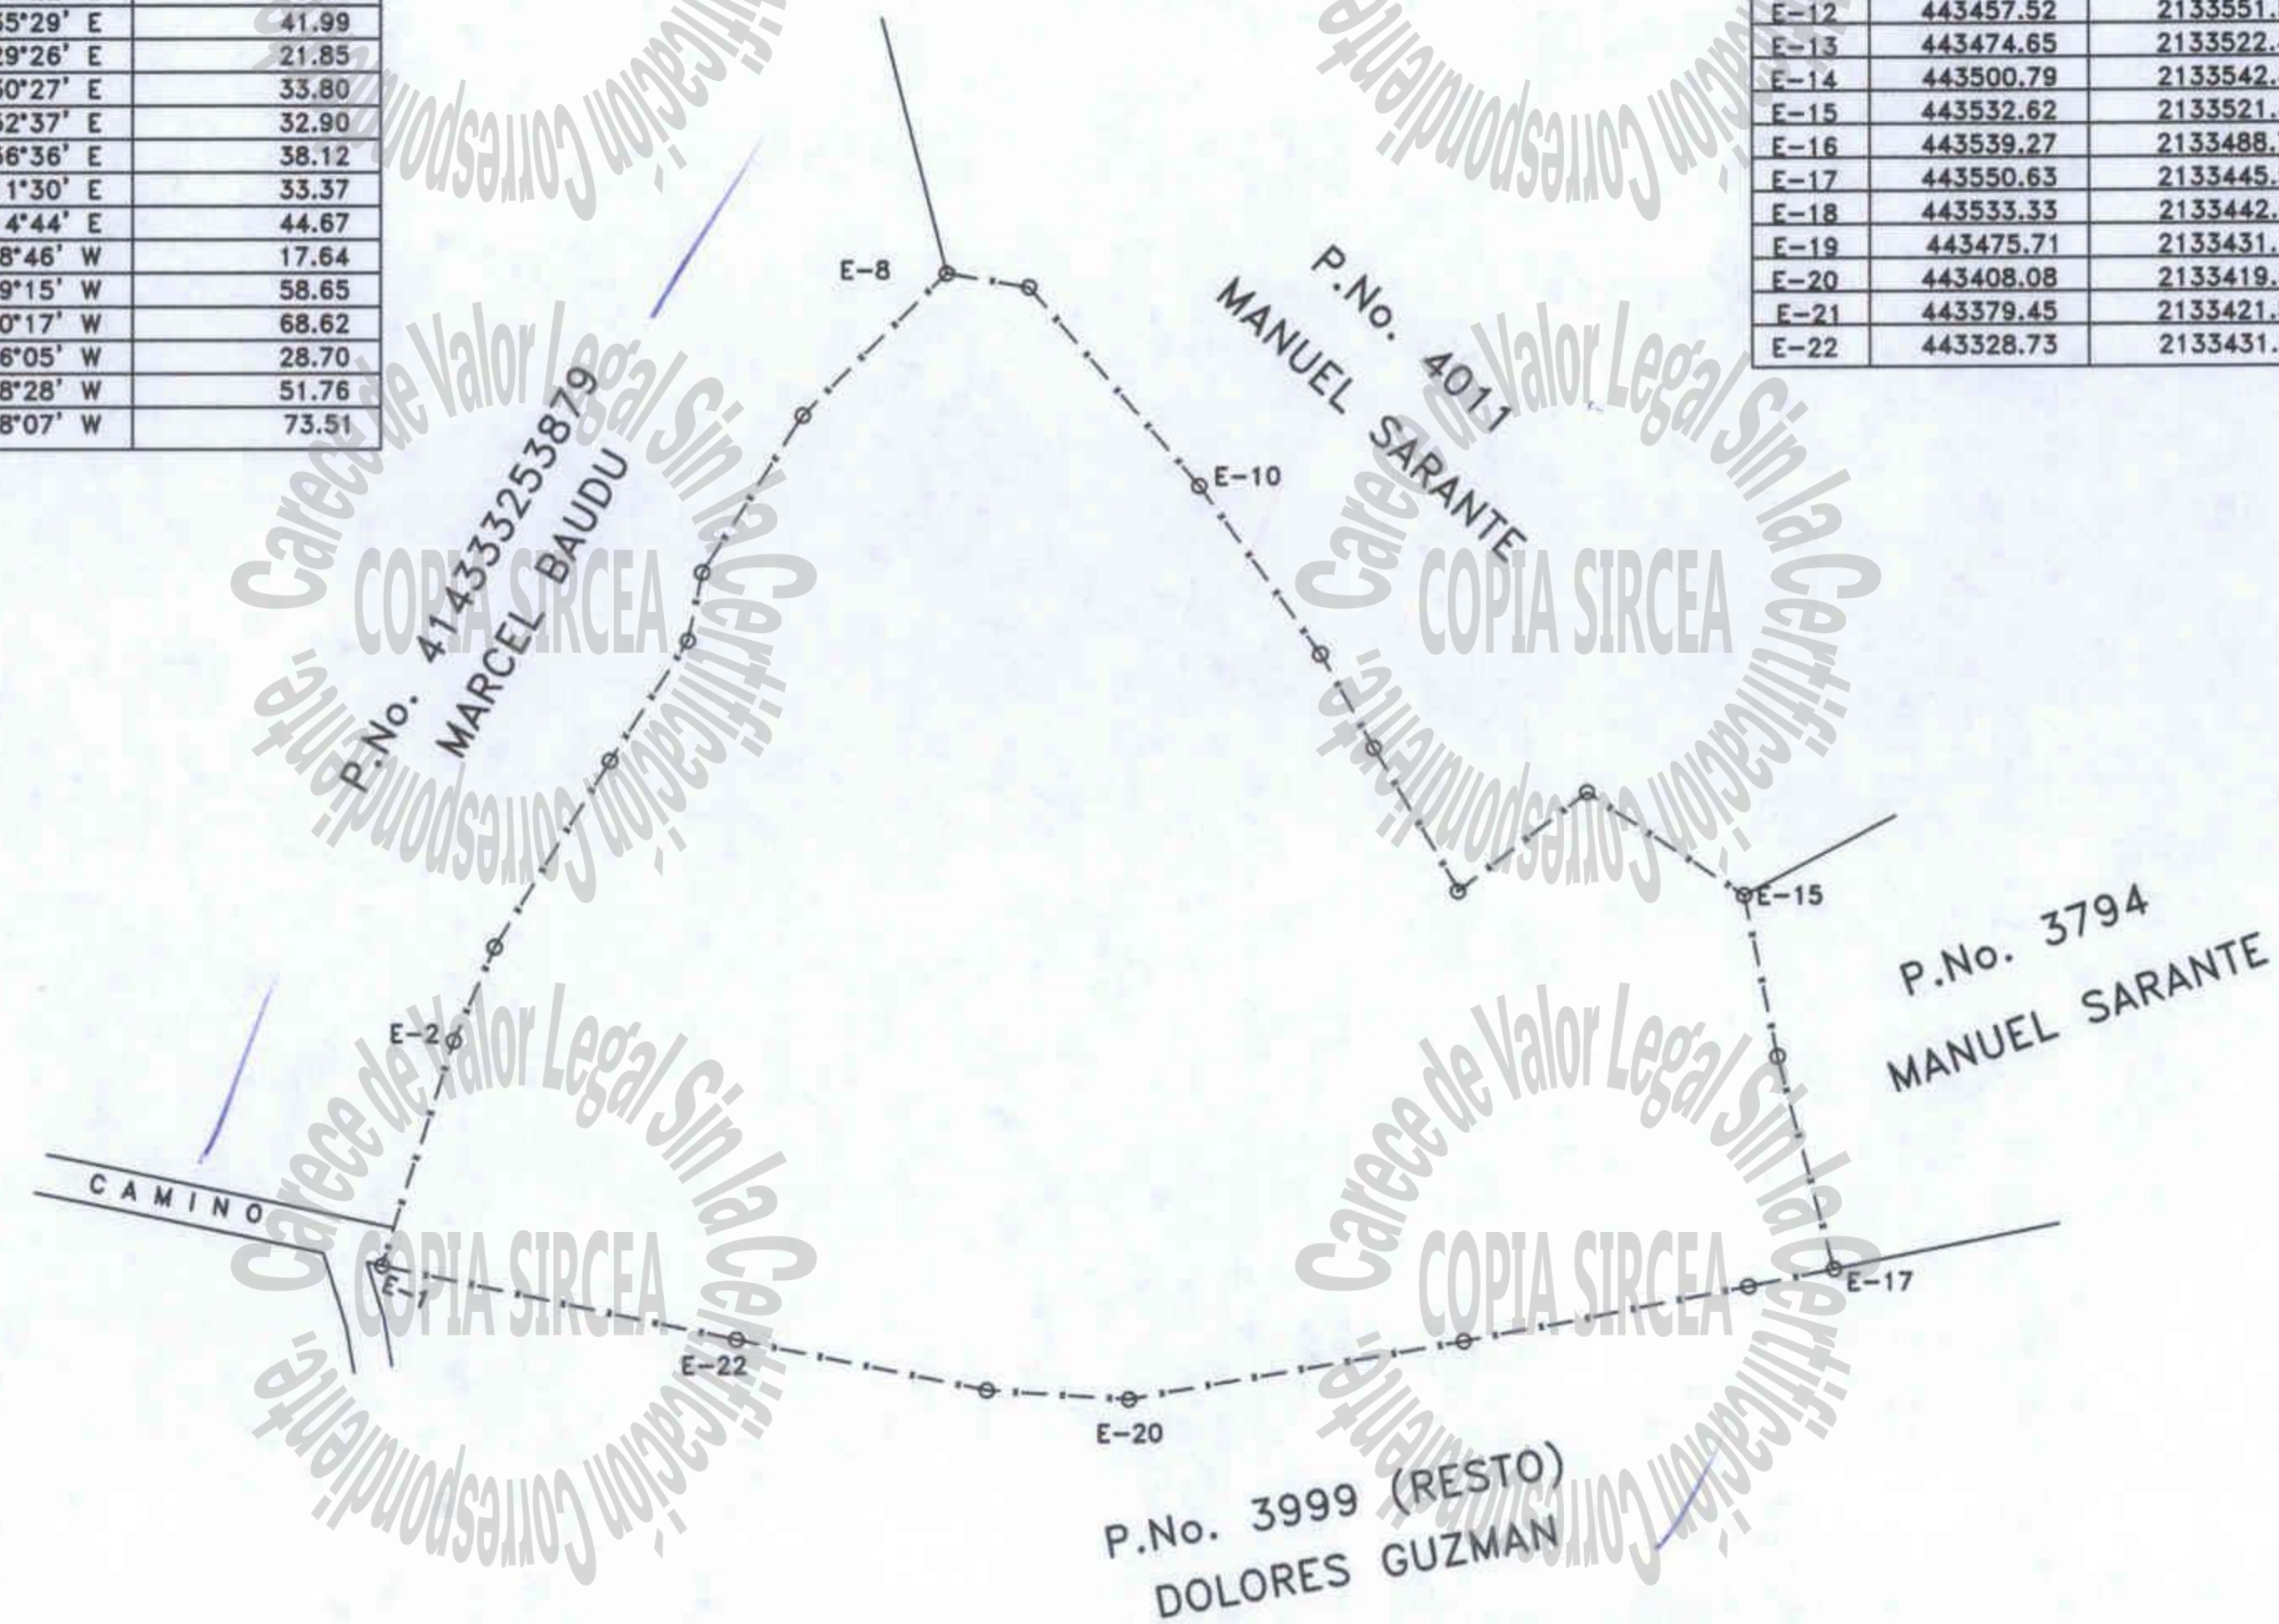 5°29' E 41.99
29°26' E 21.85
50°27' E 33.80
52°37' E 32.90
56°36' E 38.12
1°30' E 33.37
4°44' E 44.67
8°46' W 17.64
9°15' W 58.65
0°17' W 68.62
6°05' W 28.70
8°28' W 51.76
8°07' W 73.51
E-12 443457.52 2133551.
E-13 443474.65 2133522.
E-14 443500.79 2133542.
E-15 443532.62 2133521.
E-16 443539.27 2133488.
E-17 443550.63 2133445.
E-18 443533.33 2133442.
E-19 443475.71 2133431.
E-20 443408.08 2133419.
E-21 443379.45 2133421.
E-22 443328.73 2133431.
E-8
P.No. 4011
MANUEL SARANTE
E-10
P.No. 414333253879
MARCEL BAUDU
E-15
P.No. 3794
MANUEL SARANTE
E-2
CAMINO
E-1
E-22
E-17
E-20
P.No. 3999 (RESTO)
DOLORES GUZMAN
Carece de Valor Legal Sin la Certificación Correspondiente
COPIA SIRCEA
Carece de Valor Legal Sin la Certificación Correspondiente
COPIA SIRCEA
Carece de Valor Legal Sin la Certificación Correspondiente
COPIA SIRCEA
Carece de Valor Legal Sin la Certificación Correspondiente
COPIA SIRCEA
ificación Correspondie
ificación Correspondie